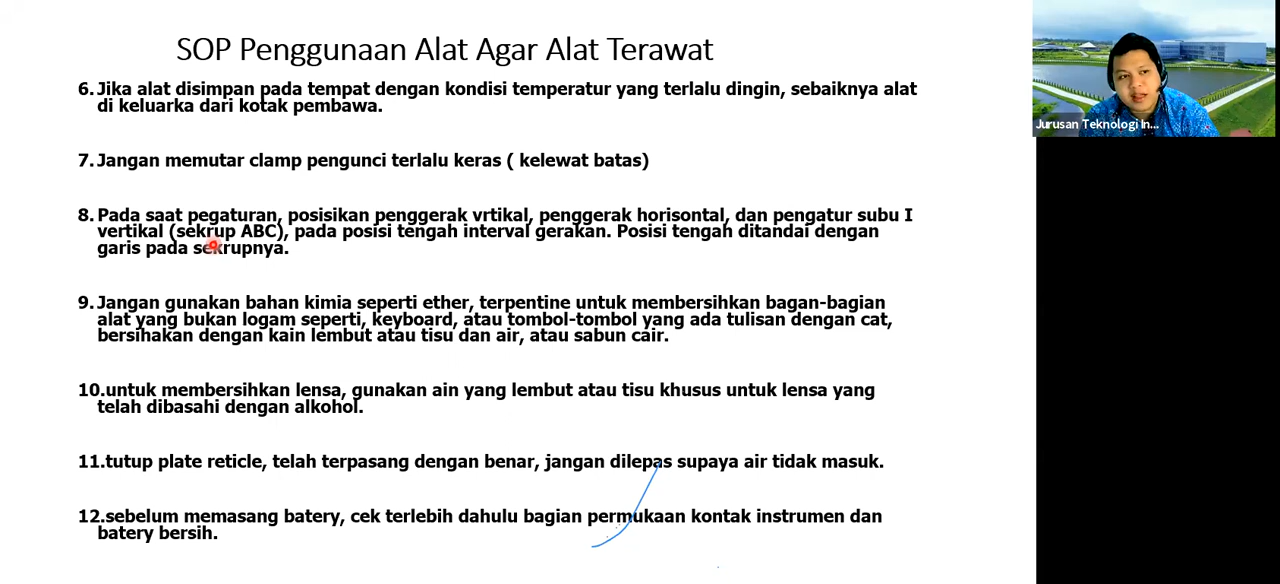 SOP Penggunaan Alat Agar Alat Terawat
6. Jika alat disimpan pada tempat dengan kondisi temperatur yang terlalu dingin, sebaiknya alat
di keluarka dari kotak pembawa.
7. Jangan memutar clamp pengunci terlalu keras ( kelewat batas)
8. Pada saat pegaturan, posisikan penggerak vrtikal, penggerak horisontal, dan pengatur subu I
vertikal (sekrup ABC), pada posisi tengah interval gerakan. Posisi tengah ditandai dengan
garis pada sekrupnya.
9. Jangan gunakan bahan kimia seperti ether, terpentine untuk membersihkan bagan-bagian
alat yang bukan logam seperti, keyboard, atau tombol-tombol yang ada tulisan dengan cat,
bersihakan dengan kain lembut atau tisu dan air, atau sabun cair.
10.untuk membersihkan lensa, gunakan ain yang lembut atau tisu khusus untuk lensa yang
telah dibasahi dengan alkohol.
11.tutup plate reticle, telah terpasang dengan benar, jangan dilepas supaya air tidak masuk.
12.sebelum memasang batery, cek terlebih dahulu bagian permukaan kontak instrumen dan
batery bersih.
Jurusan Teknologi In...